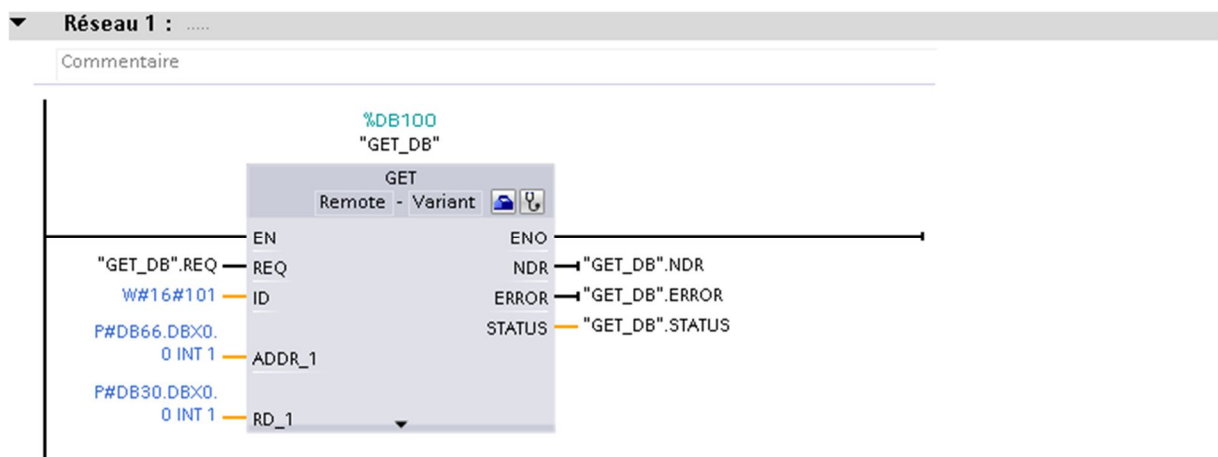 Réseau 1 : .....
Commentaire
%DB100
"GET_DB"
GET
Remote - Variant
EN ENO
"GET_DB".REQ REQ NDR "GET_DB".NDR
W#16#101 ID ERROR "GET_DB".ERROR
STATUS "GET_DB".STATUS
P#DB66.DBX0.
0 INT 1 ADDR_1
P#DB30.DBX0.
0 INT 1 RD_1